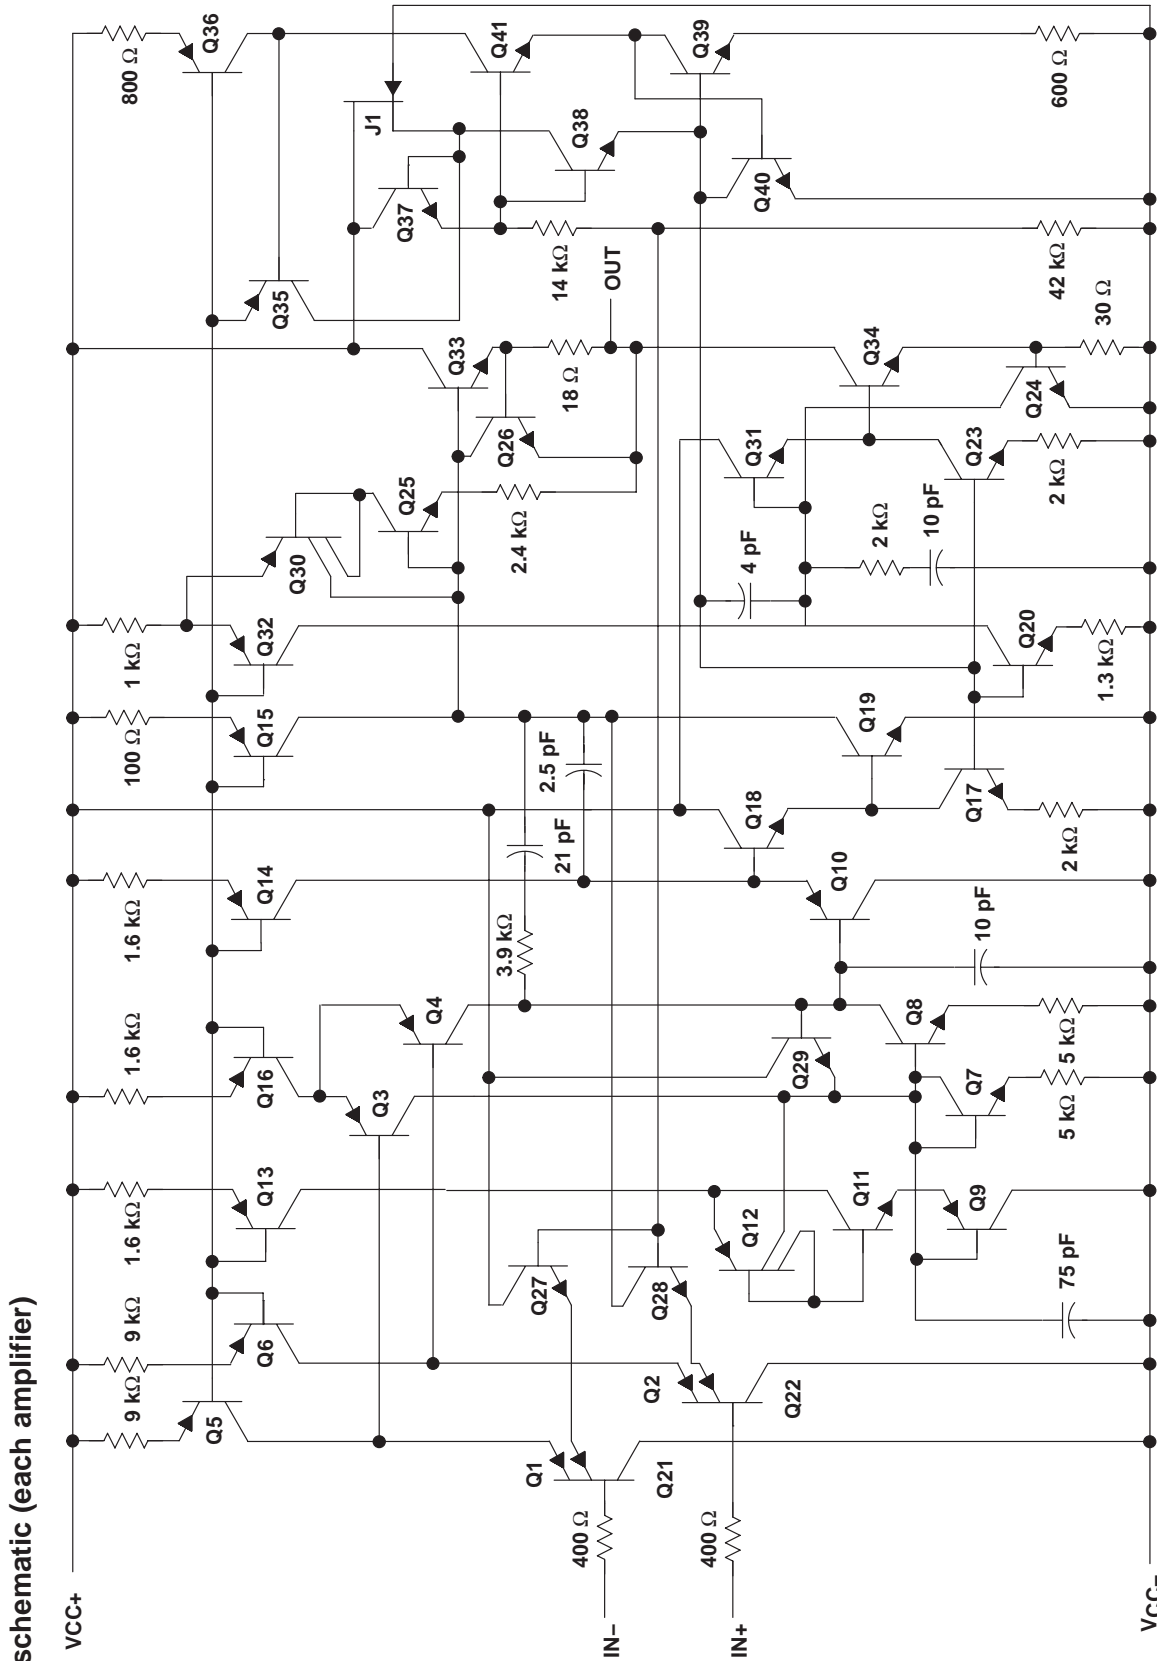 schematic (each amplifier)
VCC+
IN−
IN+
VCC−
400 Ω
400 Ω
9 kΩ
9 kΩ
1.6 kΩ
1.6 kΩ
1.6 kΩ
100 Ω
1 kΩ
800 Ω
Q5
Q6
Q13
Q16
Q14
Q15
Q32
Q30
Q35
Q36
Q3
Q4
Q25
Q37
J1
Q33
Q26
Q41
Q38
Q39
Q40
3.9 kΩ
21 pF
2.5 pF
2.4 kΩ
18 Ω
OUT
14 kΩ
Q1
Q21
Q27
Q2
Q22
Q28
Q12
Q11
Q9
Q29
Q7
Q8
Q10
Q18
Q17
Q19
Q20
4 pF
2 kΩ
10 pF
Q31
Q23
Q34
Q24
75 pF
5 kΩ
5 kΩ
10 pF
2 kΩ
1.3 kΩ
2 kΩ
30 Ω
42 kΩ
600 Ω